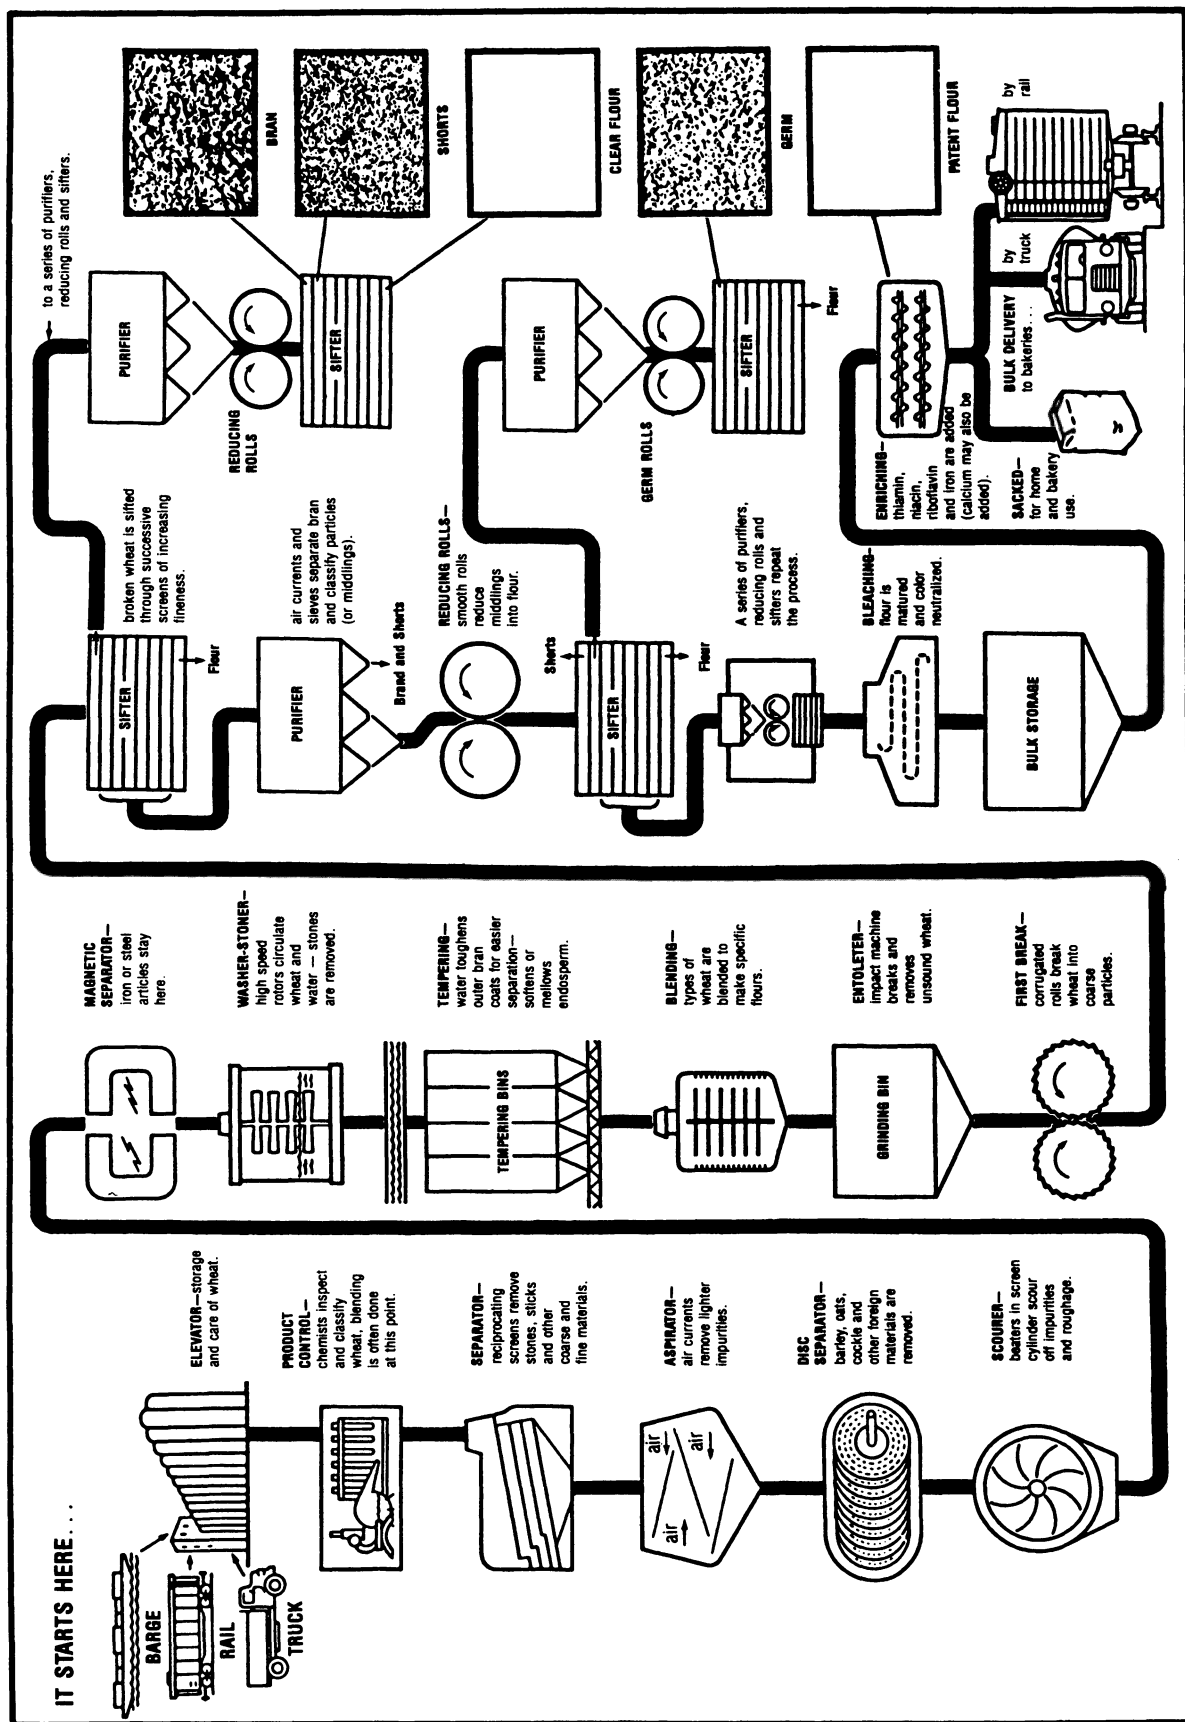 IT STARTS HERE...
BARGE
RAIL
TRUCK
ELEVATOR—storage
and care of wheat.
PRODUCT
CONTROL—
chemists inspect
and classify
wheat, blending
is often done
at this point.
SEPARATOR—
reciprocating
screens remove
stones, sticks
and other
coarse and
fine materials.
air
air
air
ASPIRATOR—
air currents
remove lighter
impurities.
DISC
SEPARATOR—
barley, oats,
cockle and
other foreign
materials are
removed.
SCOURER—
beaters in screen
cylinder scour
off impurities
and roughage.
MAGNETIC
SEPARATOR—
iron or steel
articles stay
here.
WASHER-STONER—
high speed
rotors circulate
wheat and
water — stones
are removed.
TEMPERING BINS
TEMPERING—
water toughens
outer bran
coats for easier
separation—
softens or
mellows
endosperm.
BLENDING—
types of
wheat are
blended to
make specific
flours.
GRINDING BIN
ENTOLETER—
impact machine
breaks and
removes
unsound wheat.
FIRST BREAK—
corrugated
rolls break
wheat into
coarse
particles.
SIFTER
Flour
broken wheat is sifted
through successive
screens of increasing
fineness.
PURIFIER
Brand and Shorts
air currents and
sieves separate bran
and classify particles
(or middlings).
REDUCING ROLLS—
smooth rolls
reduce
middlings
into flour.
Shorts
SIFTER
Flour
A series of purifiers,
reducing rolls and
sifters repeat
the process.
BLEACHING—
flour is
matured
and color
neutralized.
BULK STORAGE
to a series of purifiers,
reducing rolls and sifters.
PURIFIER
REDUCING
ROLLS
SIFTER
BRAN
SHORTS
CLEAR FLOUR
PURIFIER
GERM ROLLS
SIFTER
Flour
GERM
ENRICHING—
thiamin,
niacin,
riboflavin
and iron are added
(calcium may also be
added).
PATENT FLOUR
SACKED—
for home
and bakery
use.
BULK DELIVERY
to bakeries....
by
truck
by
rail